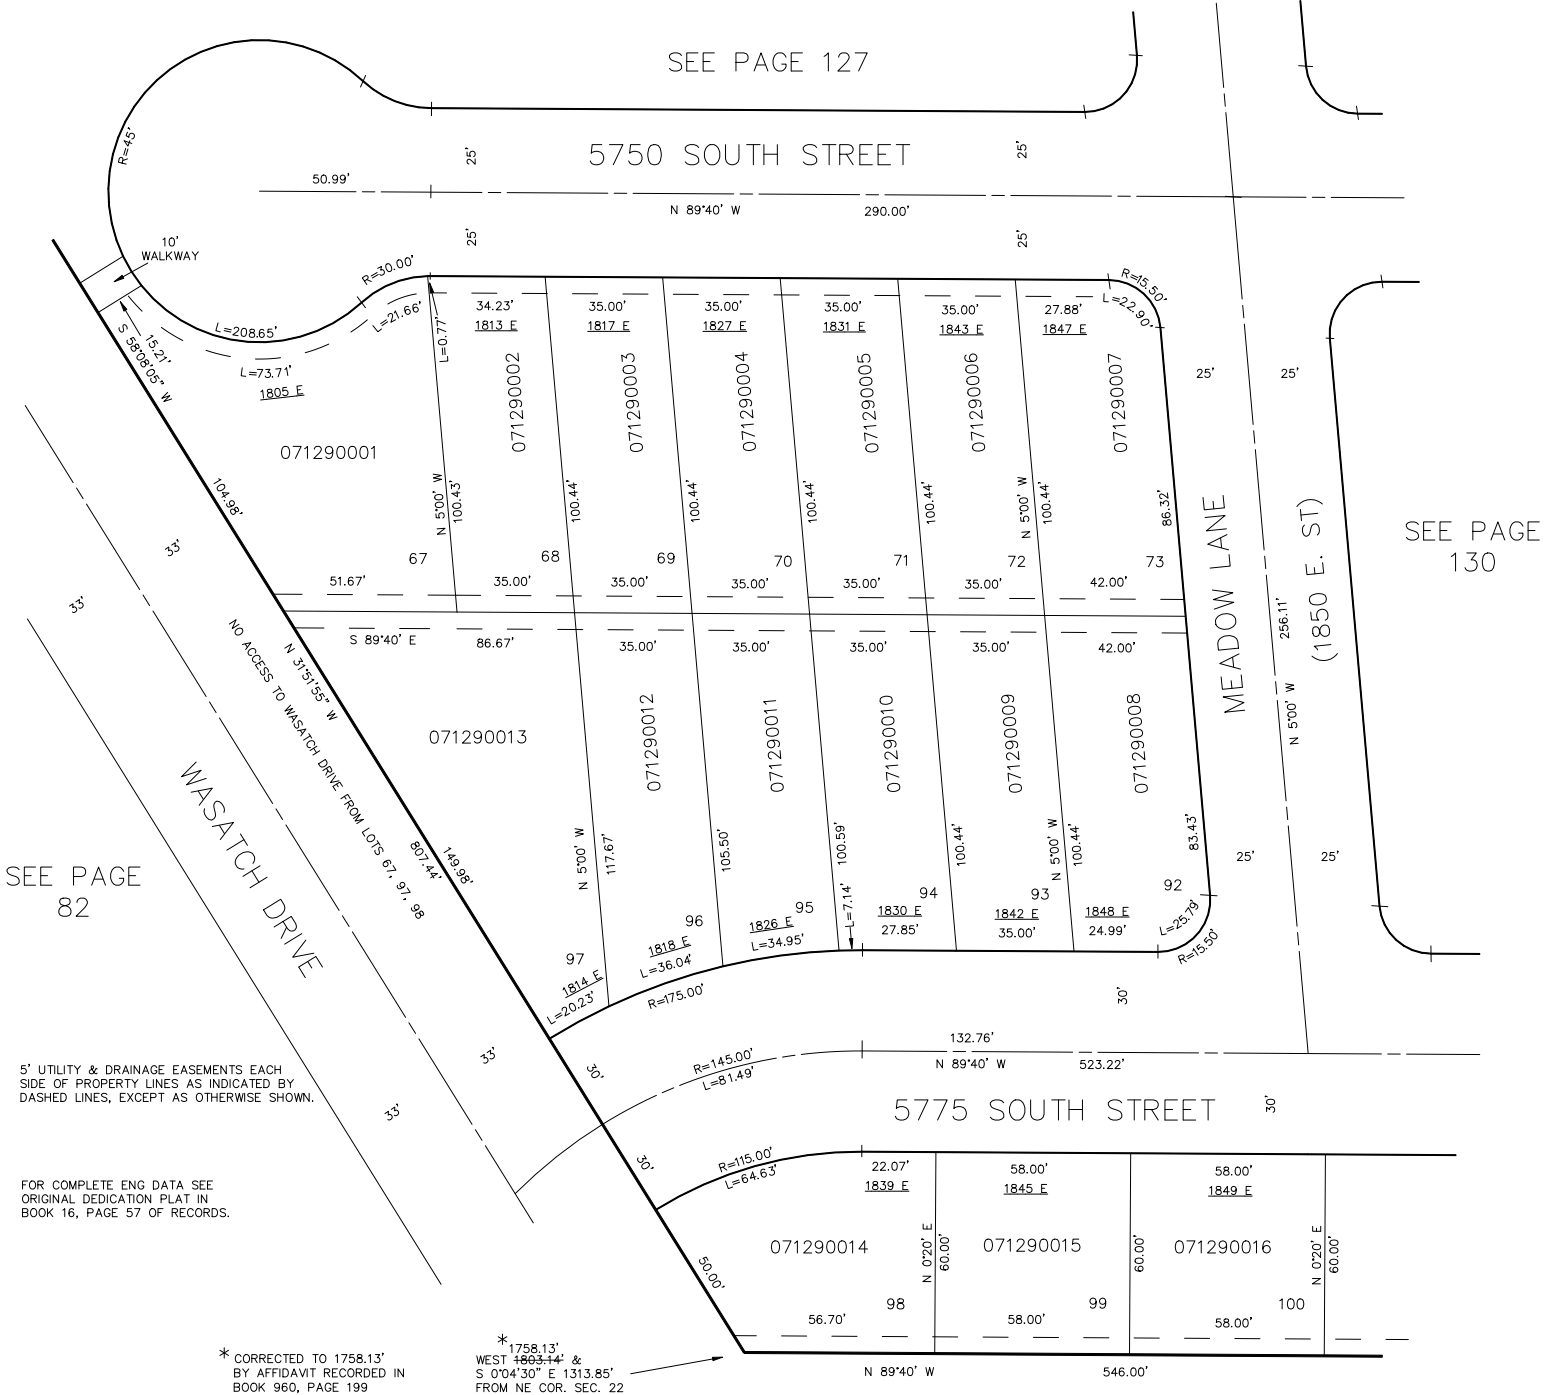 SEE PAGE 127
R=45'
25'
5750 SOUTH STREET
25'
50.99'
N 89°40' W
290.00'
25'
25'
10'
WALKWAY
R=30.00'
L=21.66'
L=208.65'
15.21'
S 58°08'05" W
L=73.71'
1805 E
L=0.77'
34.23'
1813 E
35.00'
1817 E
35.00'
1827 E
35.00'
1831 E
35.00'
1843 E
27.88'
1847 E
R=15.50'
L=22.90'
25'
25'
071290001
071290002
071290003
071290004
071290005
071290006
071290007
104.98'
N 5°00' W
100.43'
100.44'
100.44'
100.44'
100.44'
N 5°00' W
100.44'
86.32'
MEADOW LANE
(1850 E. ST)
SEE PAGE
130
33'
33'
67
68
69
70
71
72
73
51.67'
35.00'
35.00'
35.00'
35.00'
35.00'
42.00'
256.11'
N 5°00' W
S 89°40' E
86.67'
35.00'
35.00'
35.00'
35.00'
42.00'
N 31°51'55" W
NO ACCESS TO WASATCH DRIVE FROM LOTS 67, 97, 98
071290013
071290012
071290011
071290010
071290009
071290008
WASATCH DRIVE
807.44'
149.98'
N 5°00' W
117.67'
105.50'
100.59'
100.44'
N 5°00' W
100.44'
83.43'
25'
25'
SEE PAGE
82
97
96
95
94
93
92
1814 E
L=20.23'
1818 E
L=36.04'
1826 E
L=34.95'
L=7.14'
1830 E
27.85'
1842 E
35.00'
1848 E
24.99'
L=25.79'
R=15.50'
R=175.00'
30'
132.76'
N 89°40' W
523.22'
R=145.00'
L=81.49'
33'
30'
33'
5775 SOUTH STREET
30'
5' UTILITY & DRAINAGE EASEMENTS EACH
SIDE OF PROPERTY LINES AS INDICATED BY
DASHED LINES, EXCEPT AS OTHERWISE SHOWN.
30'
R=115.00'
L=64.63'
22.07'
1839 E
58.00'
1845 E
58.00'
1849 E
FOR COMPLETE ENG DATA SEE
ORIGINAL DEDICATION PLAT IN
BOOK 16, PAGE 57 OF RECORDS.
50.00'
071290014
N 0°20' E
60.00'
071290015
60.00'
071290016
N 0°20' E
60.00'
98
99
100
56.70'
58.00'
58.00'
N 89°40' W
546.00'
* CORRECTED TO 1758.13'
BY AFFIDAVIT RECORDED IN
BOOK 960, PAGE 199
* 1758.13'
WEST 1803.14' &
S 0°04'30" E 1313.85'
FROM NE COR. SEC. 22